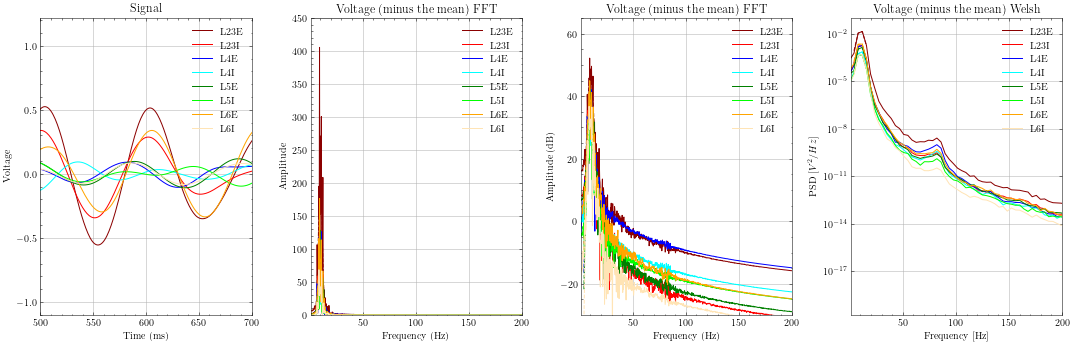 Signal
Voltage
1.0
0.5
0.0
−0.5
−1.0
500
550
600
650
700
Time (ms)
L23E
L23I
L4E
L4I
L5E
L5I
L6E
L6I
Voltage (minus the mean) FFT
Amplitude
450
400
350
300
250
200
150
100
50
0
50
100
150
200
Frequency (Hz)
L23E
L23I
L4E
L4I
L5E
L5I
L6E
L6I
Voltage (minus the mean) FFT
Amplitude (dB)
60
40
20
0
−20
50
100
150
200
Frequency (Hz)
L23E
L23I
L4E
L4I
L5E
L5I
L6E
L6I
Voltage (minus the mean) Welsh
PSD [V²/Hz]
10⁻²
10⁻⁵
10⁻⁸
10⁻¹¹
10⁻¹⁴
10⁻¹⁷
50
100
150
200
Frequency [Hz]
L23E
L23I
L4E
L4I
L5E
L5I
L6E
L6I